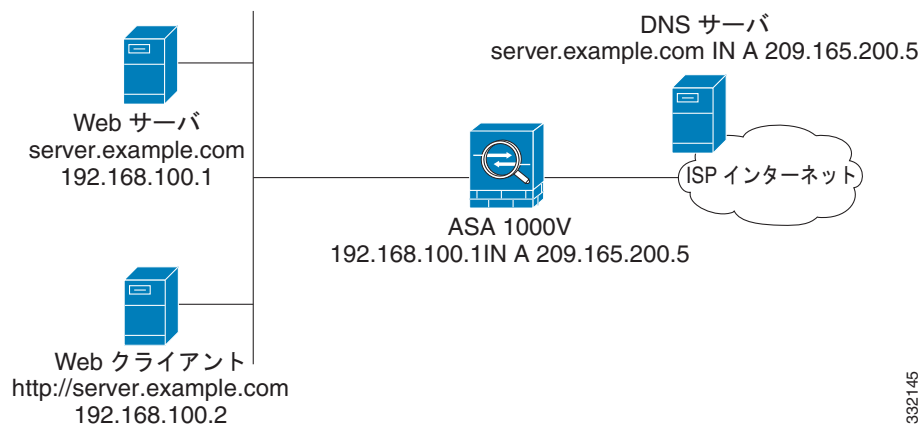 DNS サーバ
server.example.com IN A 209.165.200.5
Web サーバ
server.example.com
192.168.100.1
ISP インターネット
ASA 1000V
192.168.100.1IN A 209.165.200.5
Web クライアント
http://server.example.com
192.168.100.2
332145